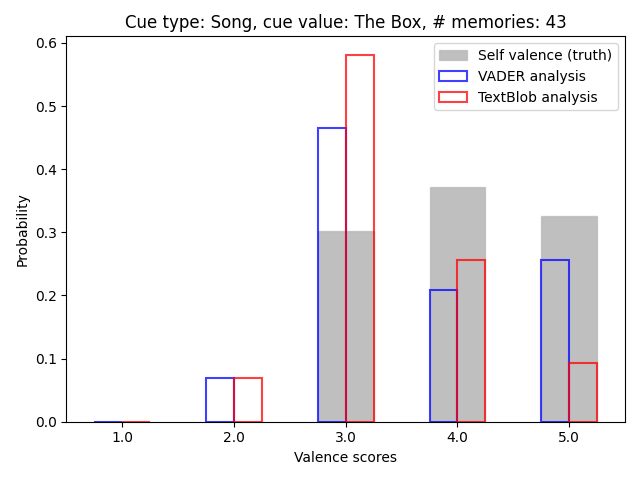 Cue type: Song, cue value: The Box, # memories: 43
Self valence (truth)
VADER analysis
TextBlob analysis
Probability
0.6
0.5
0.4
0.3
0.2
0.1
0.0
1.0 2.0 3.0 4.0 5.0
Valence scores